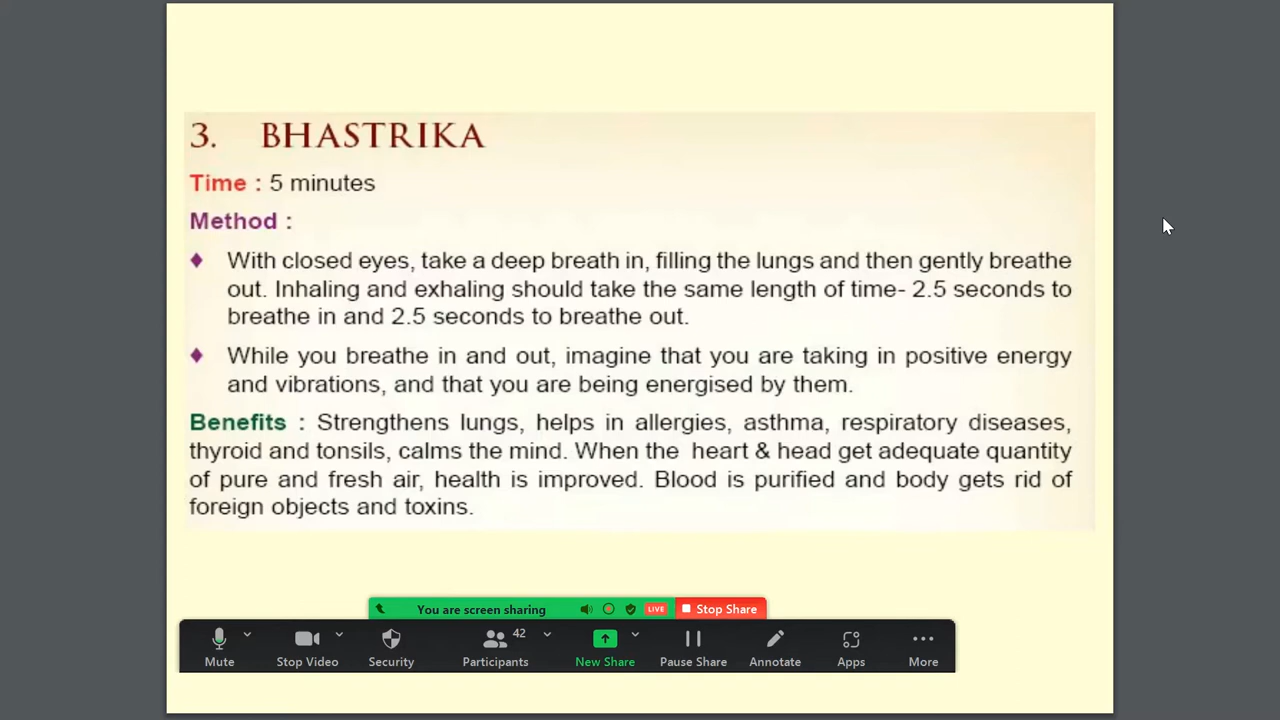 3. BHASTRIKA
Time : 5 minutes
Method :
♦ With closed eyes, take a deep breath in, filling the lungs and then gently breathe
out. Inhaling and exhaling should take the same length of time- 2.5 seconds to
breathe in and 2.5 seconds to breathe out.
♦ While you breathe in and out, imagine that you are taking in positive energy
and vibrations, and that you are being energised by them.
Benefits : Strengthens lungs, helps in allergies, asthma, respiratory diseases,
thyroid and tonsils, calms the mind. When the heart & head get adequate quantity
of pure and fresh air, health is improved. Blood is purified and body gets rid of
foreign objects and toxins.
You are screen sharing LIVE Stop Share
42
Mute Stop Video Security Participants New Share Pause Share Annotate Apps More